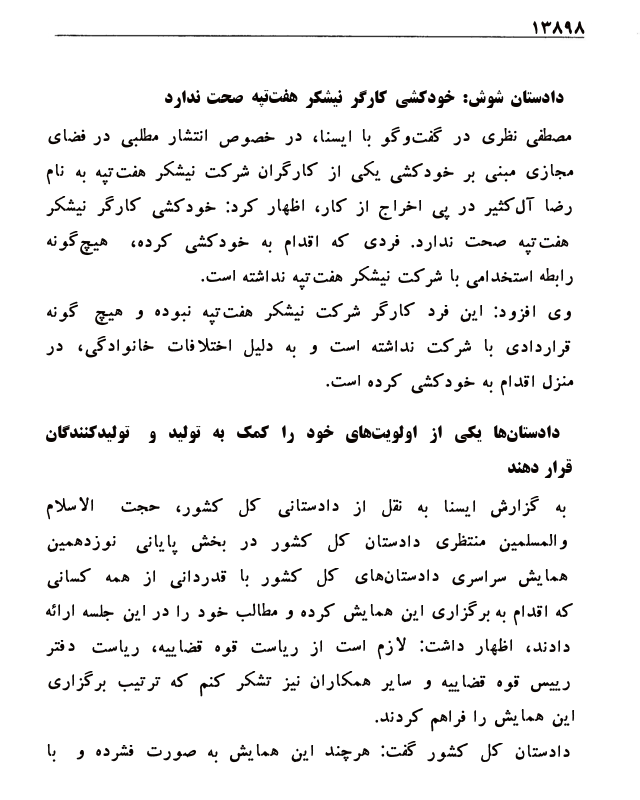 ۱۳۸۹۸
دادستان شوش: خودکشی کارگر نیشکر هفت‌تپه صحت ندارد
مصطفی نظری در گفت‌وگو با ایسنا، در خصوص انتشار مطلبی در فضای
مجازی مبنی بر خودکشی یکی از کارگران شرکت نیشکر هفت‌تپه به نام
رضا آل‌کثیر در پی اخراج از کار، اظهار کرد: خودکشی کارگر نیشکر
هفت‌تپه صحت ندارد. فردی که اقدام به خودکشی کرده، هیچ‌گونه
رابطه استخدامی با شرکت نیشکر هفت‌تپه نداشته است.
وی افزود: این فرد کارگر شرکت نیشکر هفت‌تپه نبوده و هیچ گونه
قراردادی با شرکت نداشته است و به دلیل اختلافات خانوادگی، در
منزل اقدام به خودکشی کرده است.
دادستان‌ها یکی از اولویت‌های خود را کمک به تولید و تولیدکنندگان
قرار دهند
به گزارش ایسنا به نقل از دادستانی کل کشور، حجت الاسلام
والمسلمین منتظری دادستان کل کشور در بخش پایانی نوزدهمین
همایش سراسری دادستان‌های کل کشور با قدردانی از همه کسانی
که اقدام به برگزاری این همایش کرده و مطالب خود را در این جلسه ارائه
دادند، اظهار داشت: لازم است از ریاست قوه قضاییه، ریاست دفتر
رییس قوه قضاییه و سایر همکاران نیز تشکر کنم که ترتیب برگزاری
این همایش را فراهم کردند.
دادستان کل کشور گفت: هرچند این همایش به صورت فشرده و با